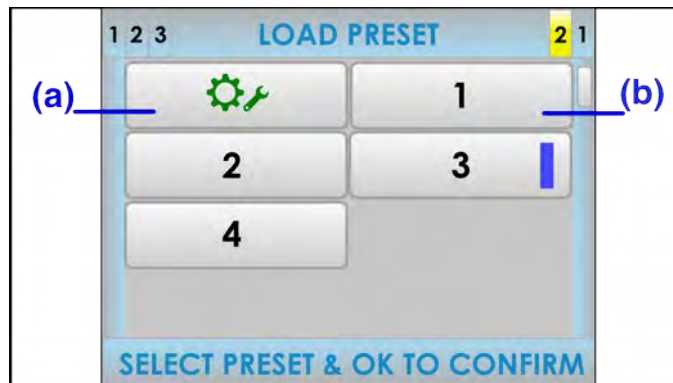 1 2 3 LOAD PRESET 2 1
(a) 1 (b)
2 3
4
SELECT PRESET & OK TO CONFIRM